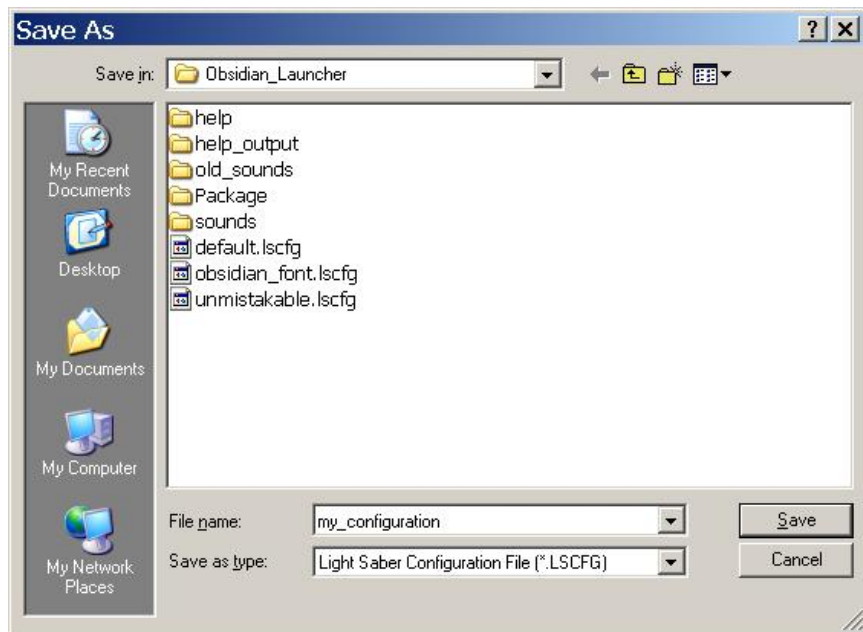 Save As
Save in:
Obsidian_Launcher
My Recent
Documents
Desktop
My Documents
My Computer
My Network
Places
help
help_output
old_sounds
Package
sounds
default.lscfg
obsidian_font.lscfg
unmistakable.lscfg
File name:
my_configuration
Save
Save as type:
Light Saber Configuration File (*.LSCFG)
Cancel